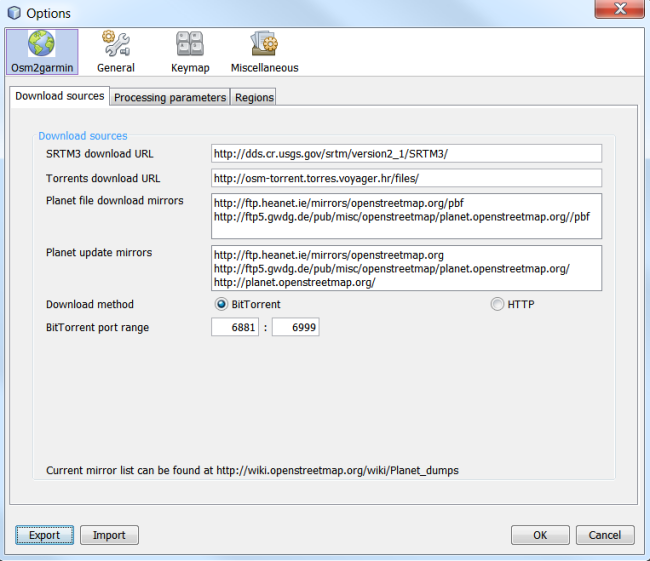 Options
Osm2garmin General Keymap Miscellaneous
Download sources Processing parameters Regions
Download sources
SRTM3 download URL http://dds.cr.usgs.gov/srtm/version2_1/SRTM3/
Torrents download URL http://osm-torrent.torres.voyager.hr/files/
Planet file download mirrors http://ftp.heanet.ie/mirrors/openstreetmap.org/pbf
http://ftp5.gwdg.de/pub/misc/openstreetmap/planet.openstreetmap.org//pbf
Planet update mirrors http://ftp.heanet.ie/mirrors/openstreetmap.org
http://ftp5.gwdg.de/pub/misc/openstreetmap/planet.openstreetmap.org/
http://planet.openstreetmap.org/
Download method BitTorrent HTTP
BitTorrent port range 6881 : 6999
Current mirror list can be found at http://wiki.openstreetmap.org/wiki/Planet_dumps
Export Import OK Cancel